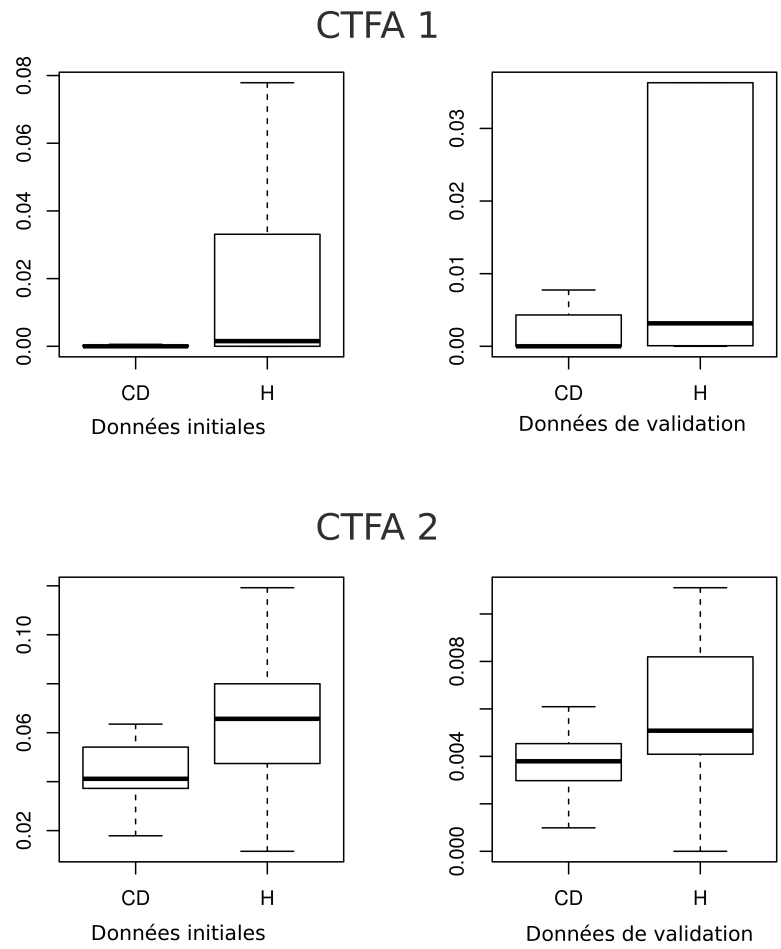 CTFA 1
0.08
0.06
0.04
0.02
0.00
CD H
Données initiales
0.03
0.02
0.01
0.00
CD H
Données de validation
CTFA 2
0.10
0.06
0.02
CD H
Données initiales
0.008
0.004
0.000
CD H
Données de validation